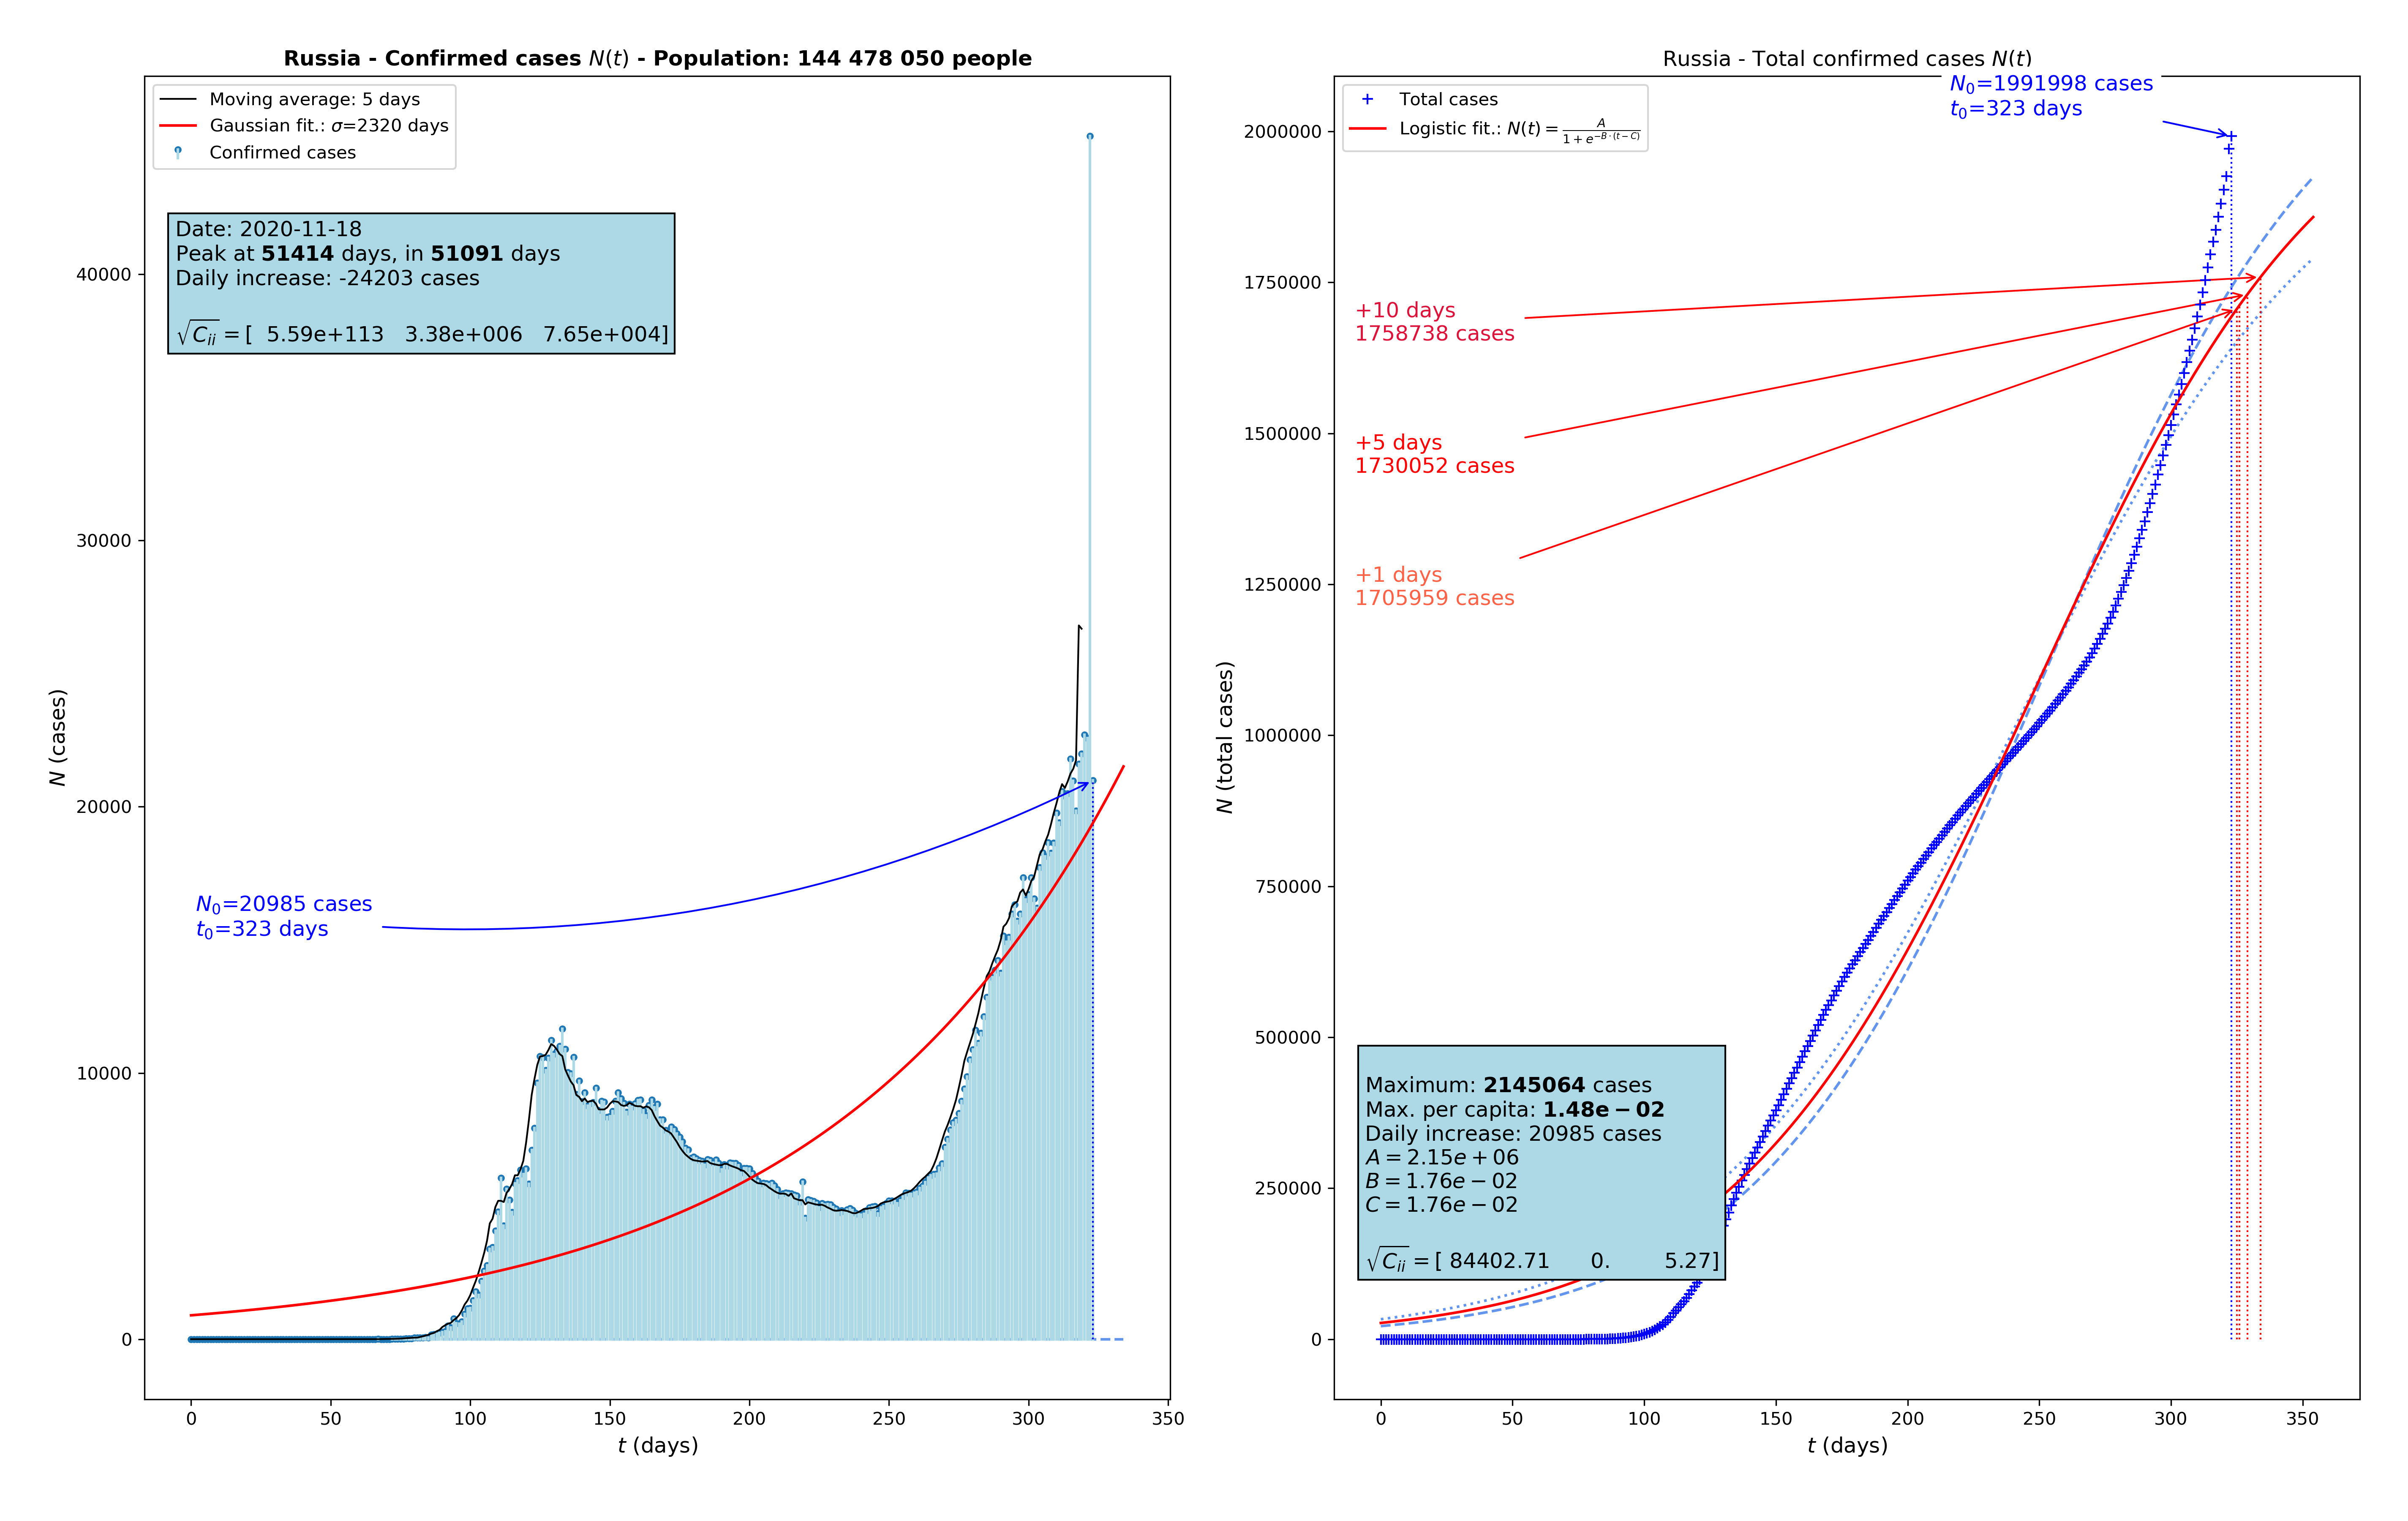 Russia - Confirmed cases N(t) - Population: 144 478 050 people
Moving average: 5 days
Gaussian fit.: σ=2320 days
Confirmed cases
Date: 2020-11-18
Peak at 51414 days, in 51091 days
Daily increase: -24203 cases
√Cii = [ 5.59e+113 3.38e+006 7.65e+004]
N0=20985 cases
t0=323 days
40000
30000
20000
10000
0
N (cases)
0 50 100 150 200 250 300 350
t (days)
Russia - Total confirmed cases N(t)
Total cases
Logistic fit.: N(t) = A / 1 + e^−B·(t−C)
N0=1991998 cases
t0=323 days
+10 days
1758738 cases
+5 days
1730052 cases
+1 days
1705959 cases
Maximum: 2145064 cases
Max. per capita: 1.48e − 02
Daily increase: 20985 cases
A = 2.15e + 06
B = 1.76e − 02
C = 1.76e − 02
√Cii = [ 84402.71 0. 5.27]
2000000
1750000
1500000
1250000
1000000
750000
500000
250000
0
N (total cases)
0 50 100 150 200 250 300 350
t (days)